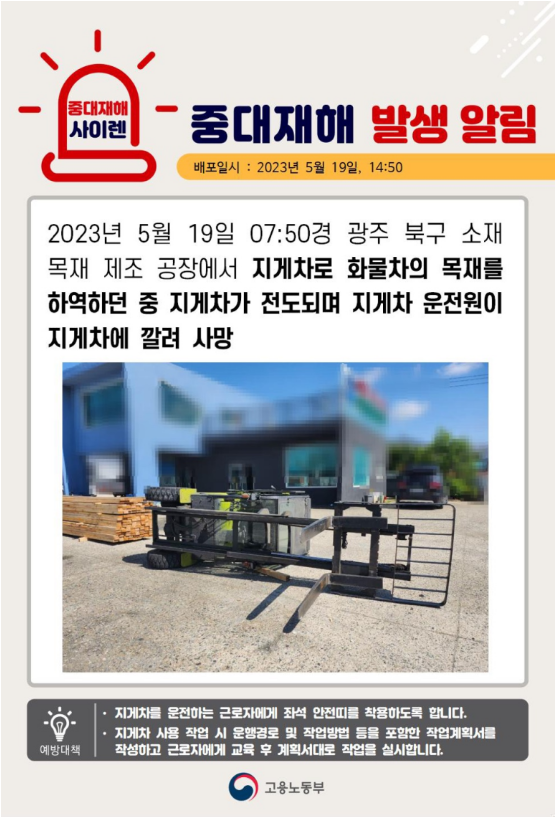 중대재해
사이렌
중대재해 발생 알림
배포일시 : 2023년 5월 19일, 14:50
2023년 5월 19일 07:50경 광주 북구 소재
목재 제조 공장에서 지게차로 화물차의 목재를
하역하던 중 지게차가 전도되며 지게차 운전원이
지게차에 깔려 사망
예방대책
· 지게차를 운전하는 근로자에게 좌석 안전띠를 착용하도록 합니다.
· 지게차 사용 작업 시 운행경로 및 작업방법 등을 포함한 작업계획서를
작성하고 근로자에게 교육 후 계획서대로 작업을 실시합니다.
고용노동부